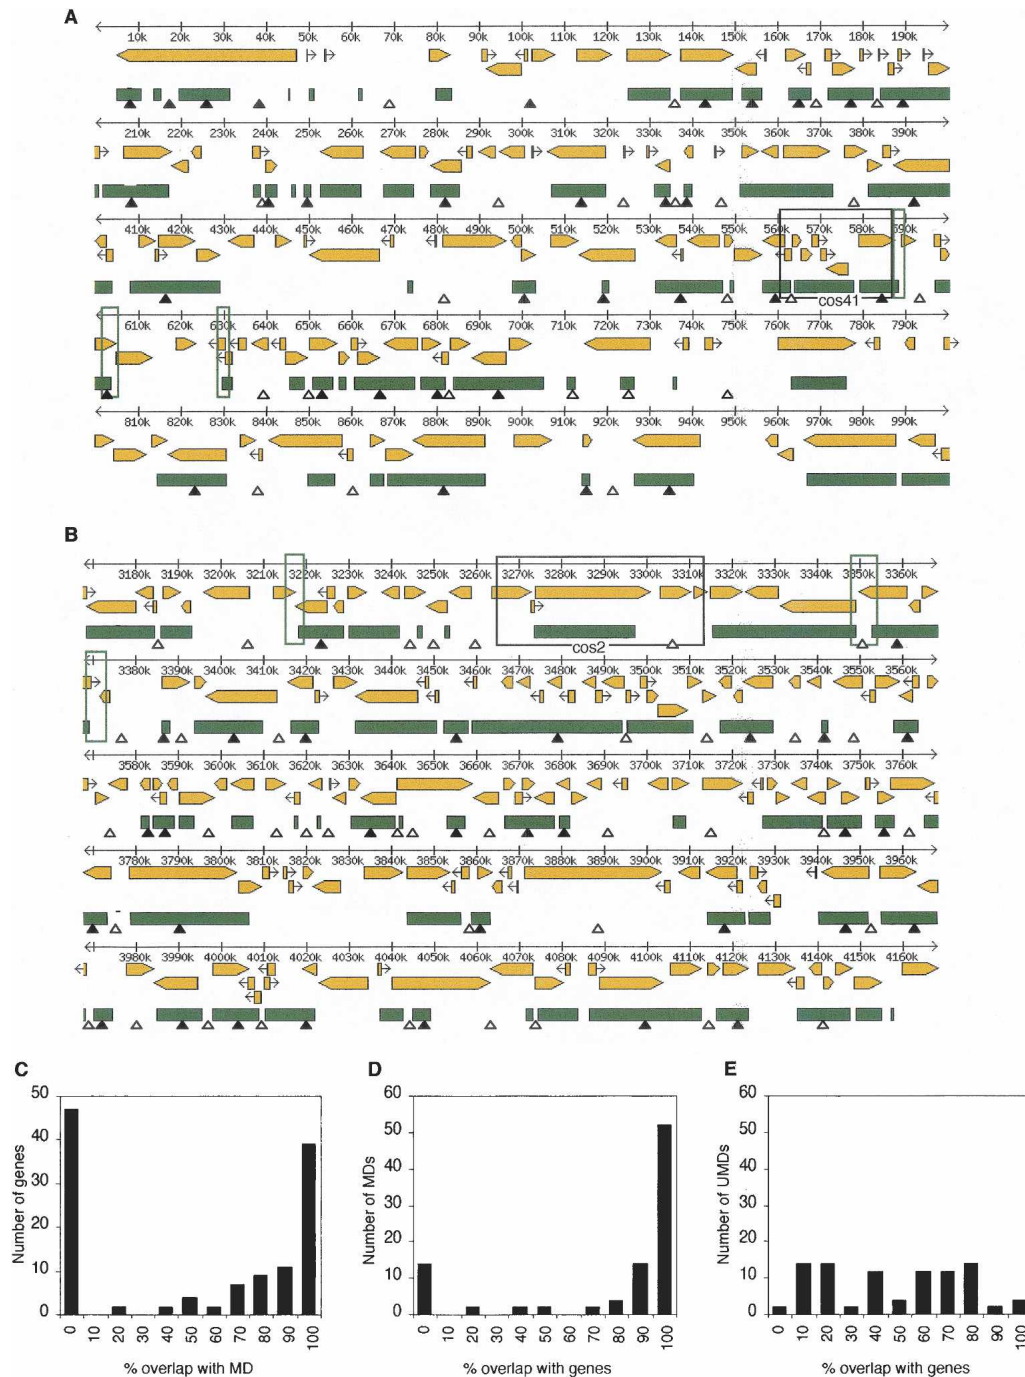 A
10k 20k 30k 40k 50k 60k 70k 80k 90k 100k 110k 120k 130k 140k 150k 160k 170k 180k 190k
210k 220k 230k 240k 250k 260k 270k 280k 290k 300k 310k 320k 330k 340k 350k 360k 370k 380k 390k
410k 420k 430k 440k 450k 460k 470k 480k 490k 500k 510k 520k 530k 540k 550k 560k 570k 580k 590k
cos41
610k 620k 630k 640k 650k 660k 670k 680k 690k 700k 710k 720k 730k 740k 750k 760k 770k 780k 790k
810k 820k 830k 840k 850k 860k 870k 880k 890k 900k 910k 920k 930k 940k 950k 960k 970k 980k 990k
B
3180k 3190k 3200k 3210k 3220k 3230k 3240k 3250k 3260k 3270k 3280k 3290k 3300k 3310k 3320k 3330k 3340k 3350k 3360k
cos2
3380k 3390k 3400k 3410k 3420k 3430k 3440k 3450k 3460k 3470k 3480k 3490k 3500k 3510k 3520k 3530k 3540k 3550k 3560k
3580k 3590k 3600k 3610k 3620k 3630k 3640k 3650k 3660k 3670k 3680k 3690k 3700k 3710k 3720k 3730k 3740k 3750k 3760k
3780k 3790k 3800k 3810k 3820k 3830k 3840k 3850k 3860k 3870k 3880k 3890k 3900k 3910k 3920k 3930k 3940k 3950k 3960k
3980k 3990k 4000k 4010k 4020k 4030k 4040k 4050k 4060k 4070k 4080k 4090k 4100k 4110k 4120k 4130k 4140k 4150k 4160k
C
Number of genes
50
40
30
20
10
0
0 10 20 30 40 50 60 70 80 90 100
% overlap with MD
D
Number of MDs
60
50
40
30
20
10
0
0 10 20 30 40 50 60 70 80 90 100
% overlap with genes
E
Number of UMDs
60
50
40
30
20
10
0
0 10 20 30 40 50 60 70 80 90 100
% overlap with genes